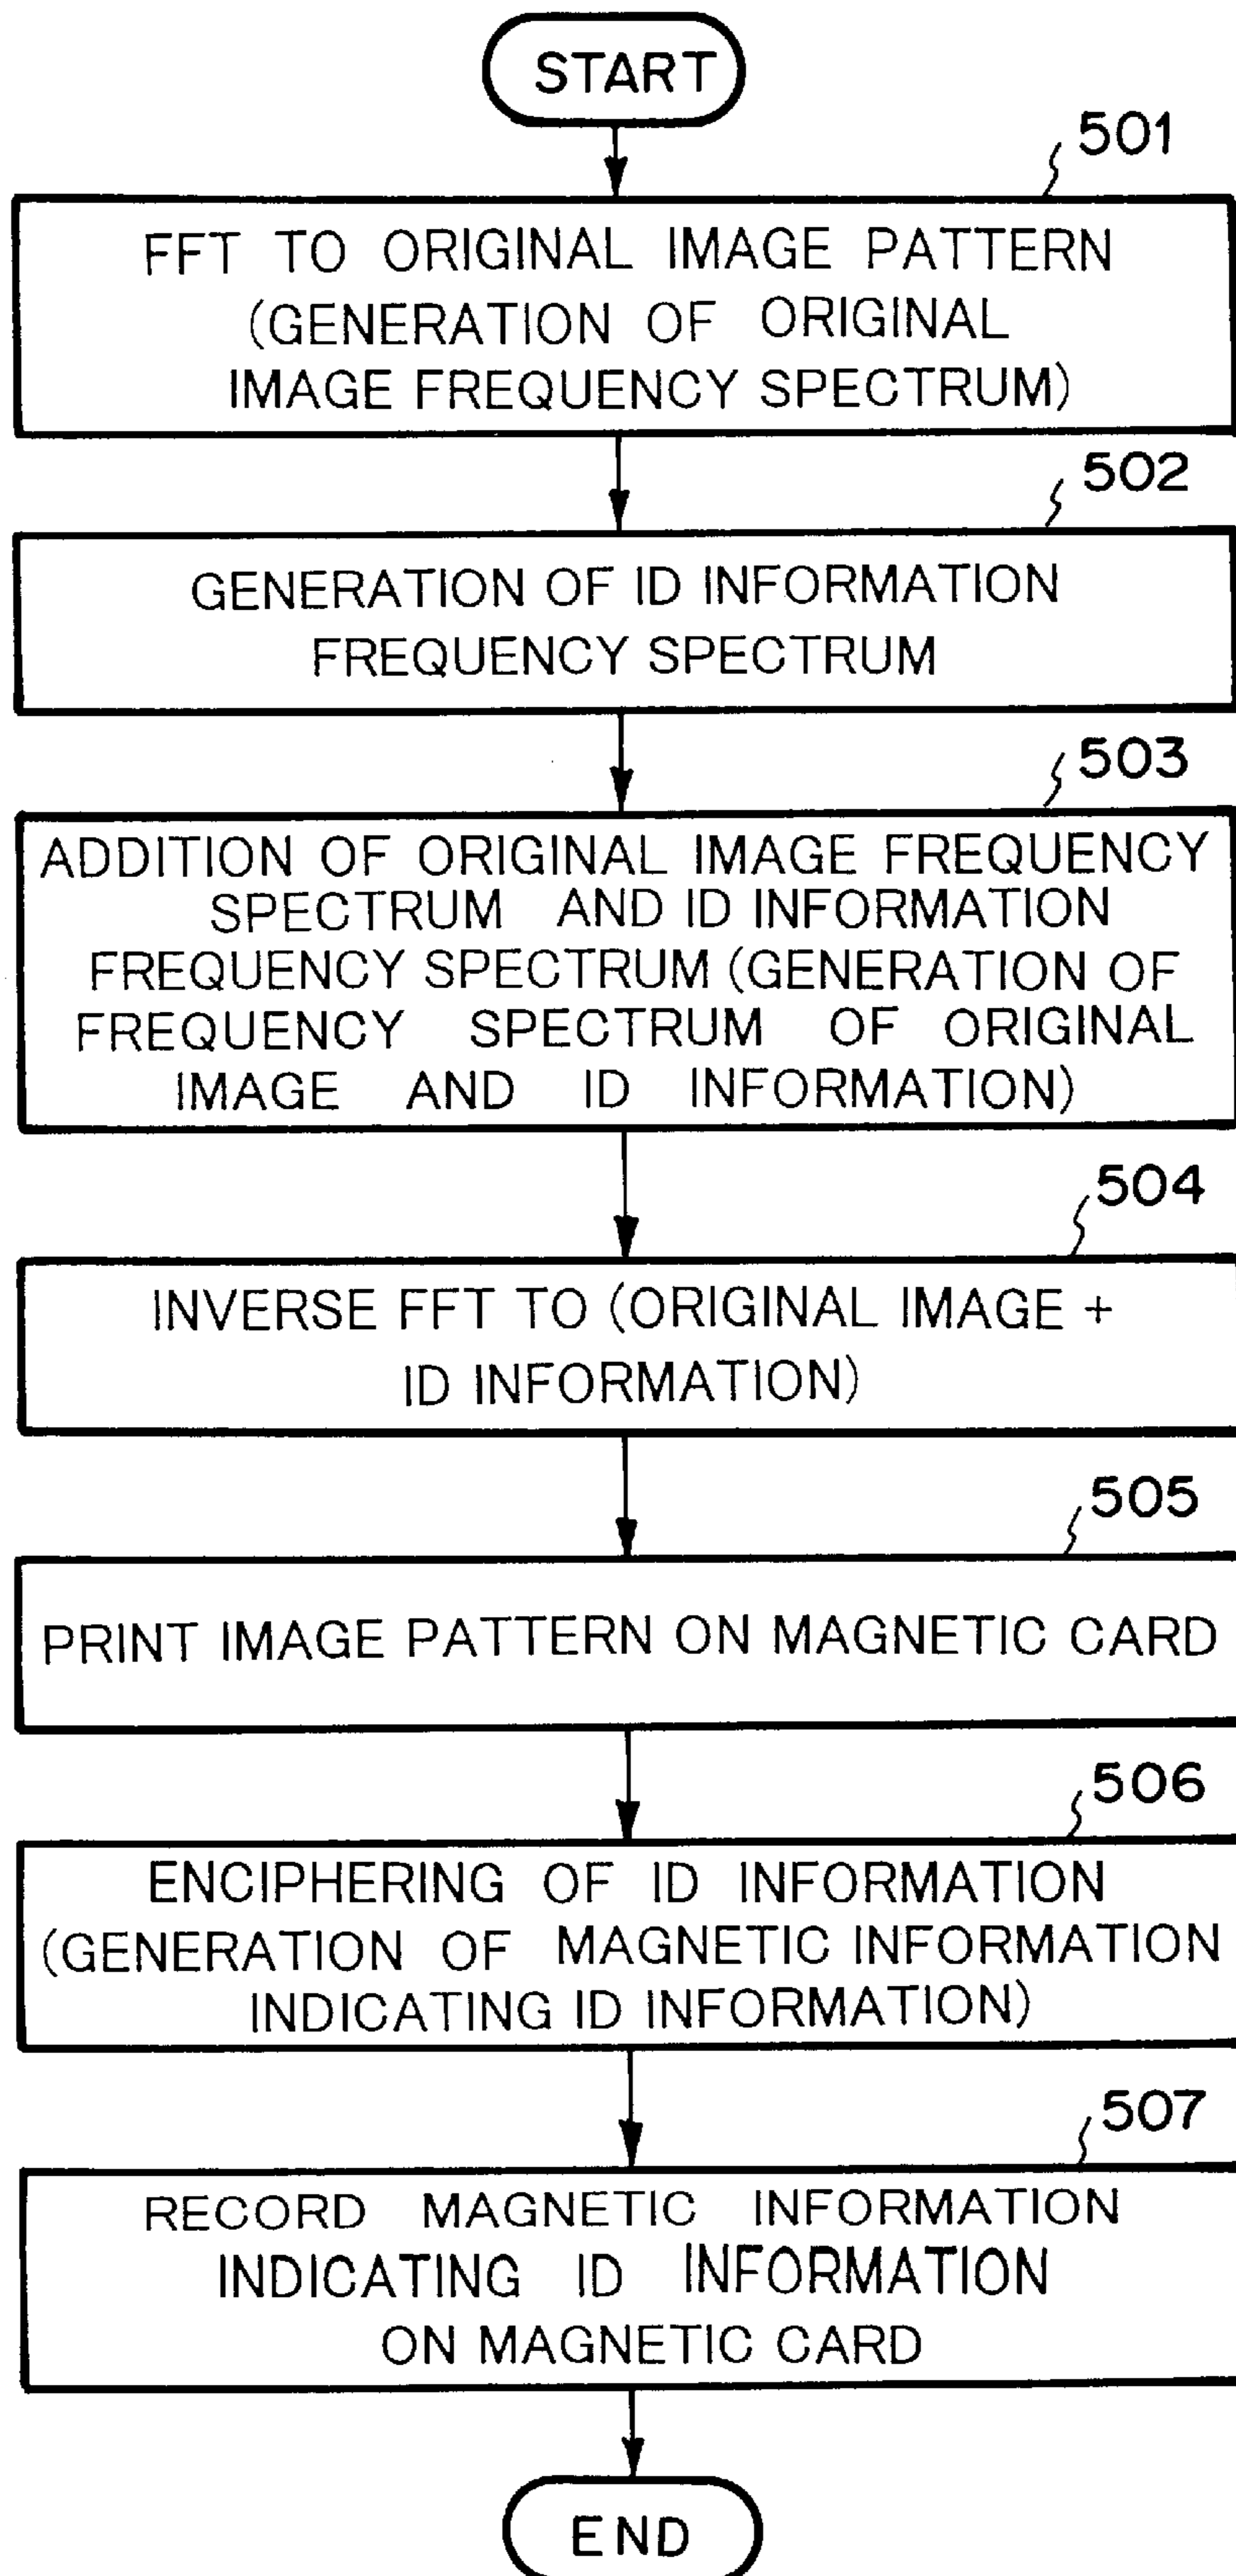 START
501
FFT TO ORIGINAL IMAGE PATTERN
(GENERATION OF ORIGINAL
IMAGE FREQUENCY SPECTRUM)
502
GENERATION OF ID INFORMATION
FREQUENCY SPECTRUM
503
ADDITION OF ORIGINAL IMAGE FREQUENCY
SPECTRUM AND ID INFORMATION
FREQUENCY SPECTRUM (GENERATION OF
FREQUENCY SPECTRUM OF ORIGINAL
IMAGE AND ID INFORMATION)
504
INVERSE FFT TO (ORIGINAL IMAGE +
ID INFORMATION)
505
PRINT IMAGE PATTERN ON MAGNETIC CARD
506
ENCIPHERING OF ID INFORMATION
(GENERATION OF MAGNETIC INFORMATION
INDICATING ID INFORMATION)
507
RECORD MAGNETIC INFORMATION
INDICATING ID INFORMATION
ON MAGNETIC CARD
END